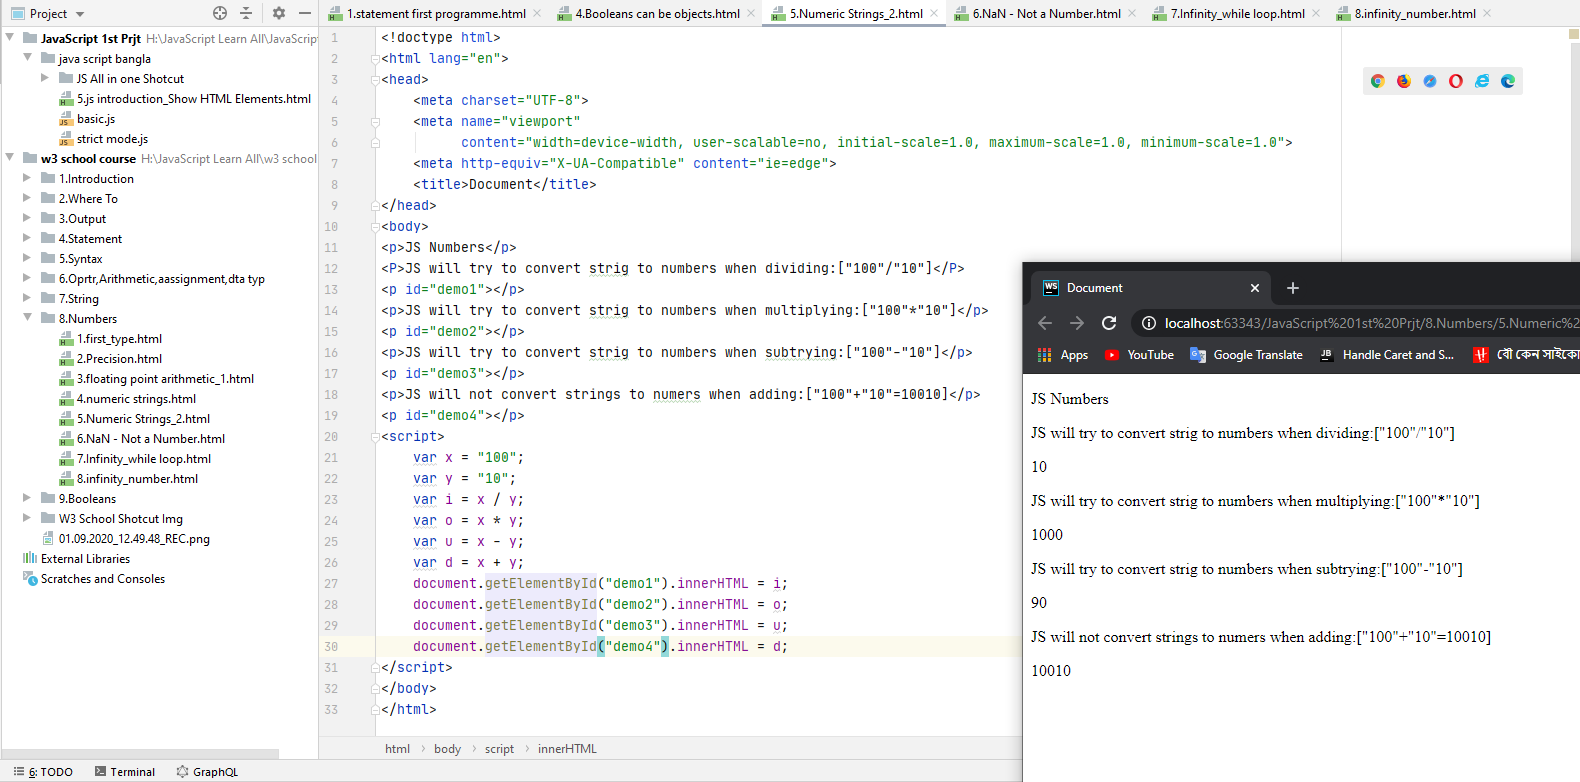 Project
1.statement first programme.html
4.Booleans can be objects.html
5.Numeric Strings_2.html
6.NaN - Not a Number.html
7.Infinity_while loop.html
8.infinity_number.html
JavaScript 1st Prjt H:\JavaScript Learn All\JavaScrip
java script bangla
JS All in one Shotcut
5.js introduction_Show HTML Elements.html
basic.js
strict mode.js
w3 school course H:\JavaScript Learn All\w3 school
1.Introduction
2.Where To
3.Output
4.Statement
5.Syntax
6.Oprtr,Arithmetic,aassignment,dta typ
7.String
8.Numbers
1.first_type.html
2.Precision.html
3.floating point arithmetic_1.html
4.numeric strings.html
5.Numeric Strings_2.html
6.NaN - Not a Number.html
7.Infinity_while loop.html
8.infinity_number.html
9.Booleans
W3 School Shotcut Img
01.09.2020_12.49.48_REC.png
External Libraries
Scratches and Consoles
1 <!doctype html>
2 <html lang="en">
3 <head>
4 <meta charset="UTF-8">
5 <meta name="viewport"
6 content="width=device-width, user-scalable=no, initial-scale=1.0, maximum-scale=1.0, minimum-scale=1.0">
7 <meta http-equiv="X-UA-Compatible" content="ie=edge">
8 <title>Document</title>
9 </head>
10 <body>
11 <p>JS Numbers</p>
12 <P>JS will try to convert strig to numbers when dividing:["100"/"10"]</P>
13 <p id="demo1"></p>
14 <p>JS will try to convert strig to numbers when multiplying:["100"*"10"]</p>
15 <p id="demo2"></p>
16 <p>JS will try to convert strig to numbers when subtrying:["100"-"10"]</p>
17 <p id="demo3"></p>
18 <p>JS will not convert strings to numers when adding:["100"+"10"=10010]</p>
19 <p id="demo4"></p>
20 <script>
21 var x = "100";
22 var y = "10";
23 var i = x / y;
24 var o = x * y;
25 var u = x - y;
26 var d = x + y;
27 document.getElementById("demo1").innerHTML = i;
28 document.getElementById("demo2").innerHTML = o;
29 document.getElementById("demo3").innerHTML = u;
30 document.getElementById("demo4").innerHTML = d;
31 </script>
32 </body>
33 </html>
html
body
script
innerHTML
6: TODO
Terminal
GraphQL
WS Document
localhost:63343/JavaScript%201st%20Prjt/8.Numbers/5.Numeric%2
Apps
YouTube
Google Translate
Handle Caret and S...
বৌ কেন সাইকো
JS Numbers
JS will try to convert strig to numbers when dividing:["100"/"10"]
10
JS will try to convert strig to numbers when multiplying:["100"*"10"]
1000
JS will try to convert strig to numbers when subtrying:["100"-"10"]
90
JS will not convert strings to numers when adding:["100"+"10"=10010]
10010